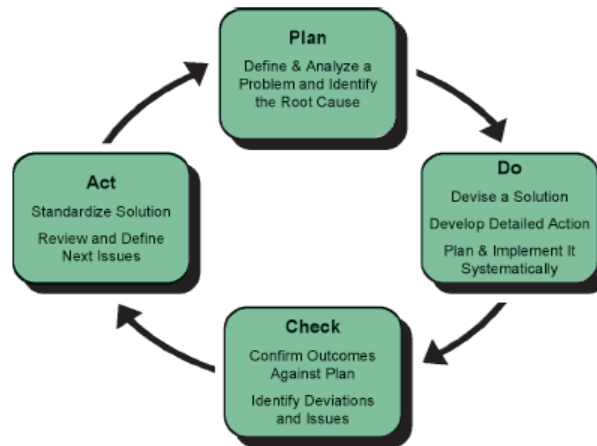 Plan
Define & Analyze a
Problem and Identify
the Root Cause
Do
Devise a Solution
Develop Detailed Action
Plan & Implement It
Systematically
Check
Confirm Outcomes
Against Plan
Identify Deviations
and Issues
Act
Standardize Solution
Review and Define
Next Issues